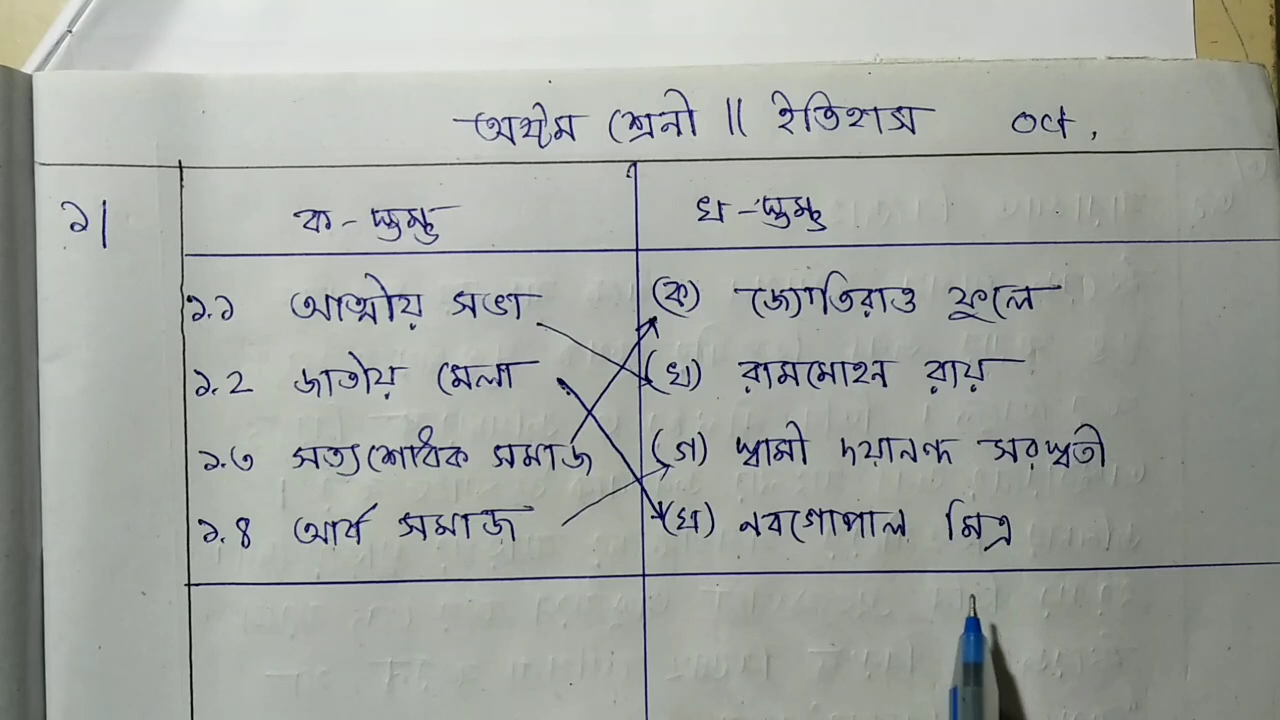 অষ্টম শ্রেনী || ইতিহাস Oct,
১| ক - স্তম্ভ খ - স্তম্ভ
১.১ আত্মীয় সভা (ক) জ্যোতিরাও ফুলে
১.২ জাতীয় মেলা (খ) রামমোহন রায়
১.৩ সত্যশোধক সমাজ (গ) স্বামী দয়ানন্দ সরস্বতী
১.৪ আর্য সমাজ (ঘ) নবগোপাল মিত্র